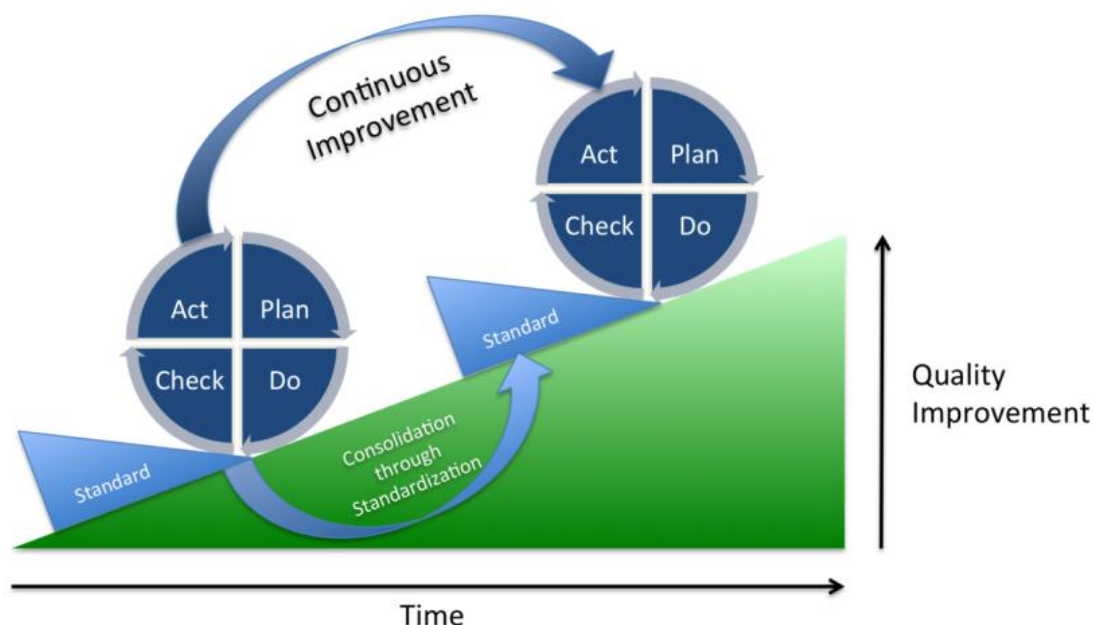 Continuous
Improvement
Act
Plan
Check
Do
Act
Plan
Check
Do
Standard
Standard
Consolidation
through
Standardization
Quality
Improvement
Time